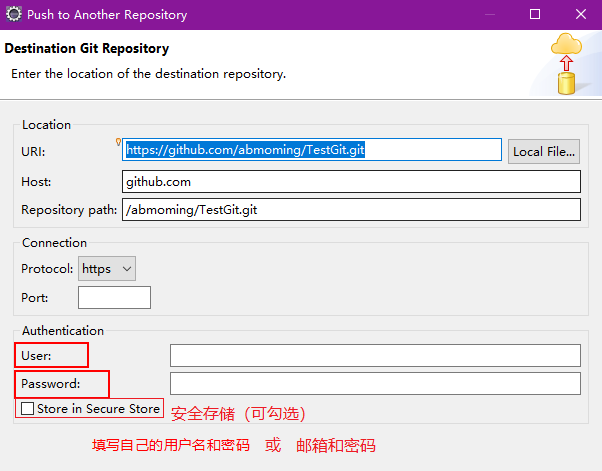 Push to Another Repository
Destination Git Repository
Enter the location of the destination repository.
Location
URI: https://github.com/abmoming/TestGit.git Local File...
Host: github.com
Repository path: /abmoming/TestGit.git
Connection
Protocol: https
Port:
Authentication
User:
Password:
Store in Secure Store 安全存储（可勾选）
填写自己的用户名和密码 或 邮箱和密码